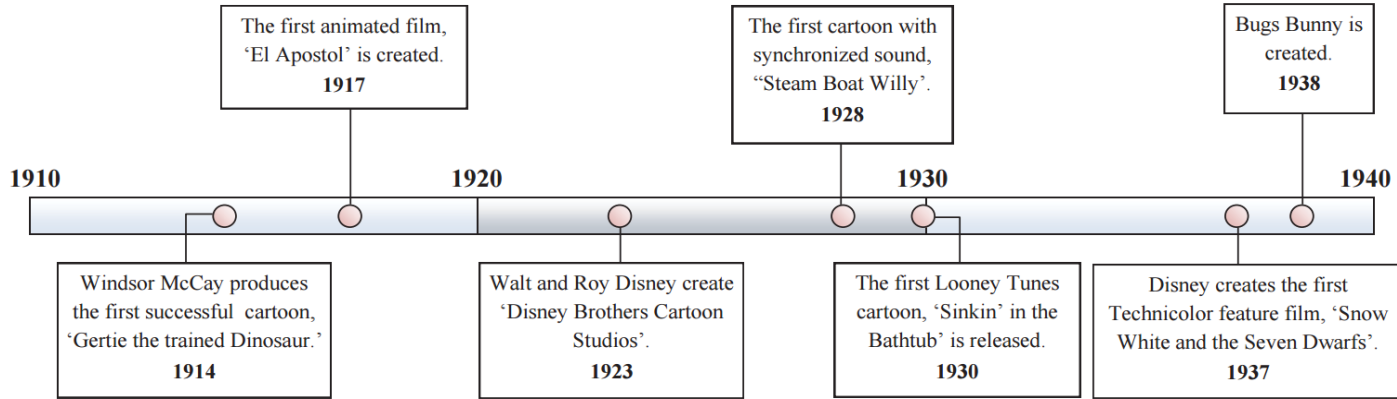 The first animated film,
‘El Apostol’ is created.
1917
The first cartoon with
synchronized sound,
“Steam Boat Willy’.
1928
Bugs Bunny is
created.
1938
1910
1920
1930
1940
Windsor McCay produces
the first successful cartoon,
‘Gertie the trained Dinosaur.’
1914
Walt and Roy Disney create
‘Disney Brothers Cartoon
Studios’.
1923
The first Looney Tunes
cartoon, ‘Sinkin’ in the
Bathtub’ is released.
1930
Disney creates the first
Technicolor feature film, ‘Snow
White and the Seven Dwarfs’.
1937